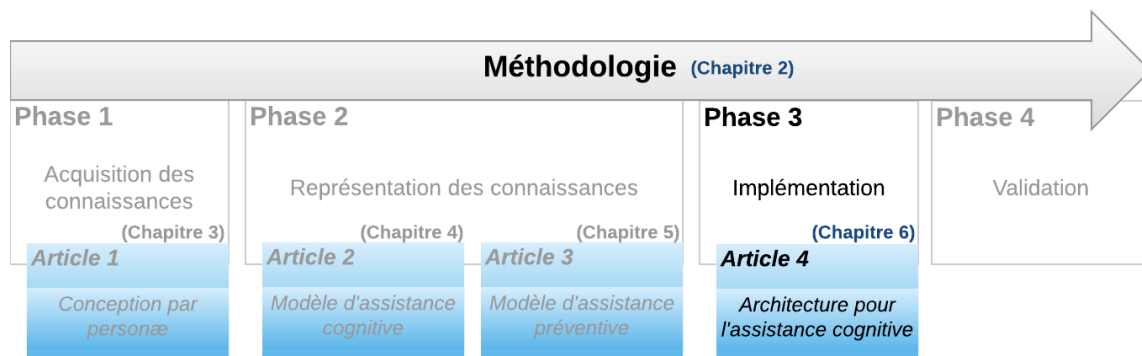 Méthodologie (Chapitre 2)
Phase 1
Acquisition des
connaissances
(Chapitre 3)
Article 1
Conception par
personæ
Phase 2
Représentation des connaissances
(Chapitre 4)
Article 2
Modèle d'assistance
cognitive
(Chapitre 5)
Article 3
Modèle d'assistance
préventive
Phase 3
Implémentation
(Chapitre 6)
Article 4
Architecture pour
l'assistance cognitive
Phase 4
Validation